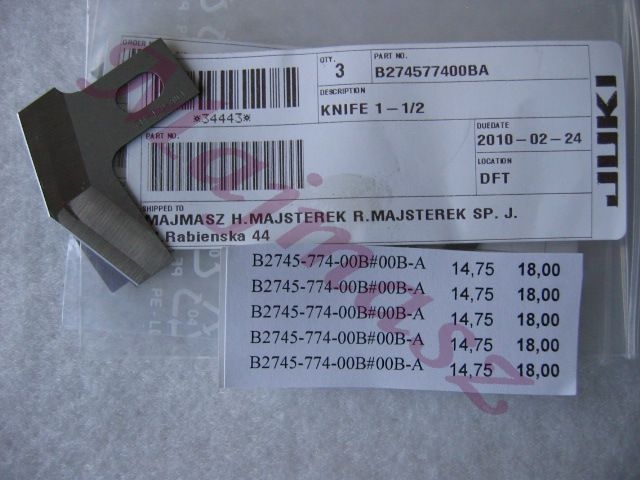 ORDER
QTY.
3
PART NO.
B274577400BA
*34443*
DESCRIPTION
KNIFE 1-1/2
PART NO.
DUEDATE
2010-02-24
LOCATION
DFT
JUKI
SHIPPED TO
MAJMASZ H.MAJSTEREK R.MAJSTEREK SP. J.
Rabienska 44
B2745-774-00B#00B-A 14,75 18,00
B2745-774-00B#00B-A 14,75 18,00
B2745-774-00B#00B-A 14,75 18,00
B2745-774-00B#00B-A 14,75 18,00
B2745-774-00B#00B-A 14,75 18,00
Majmasz